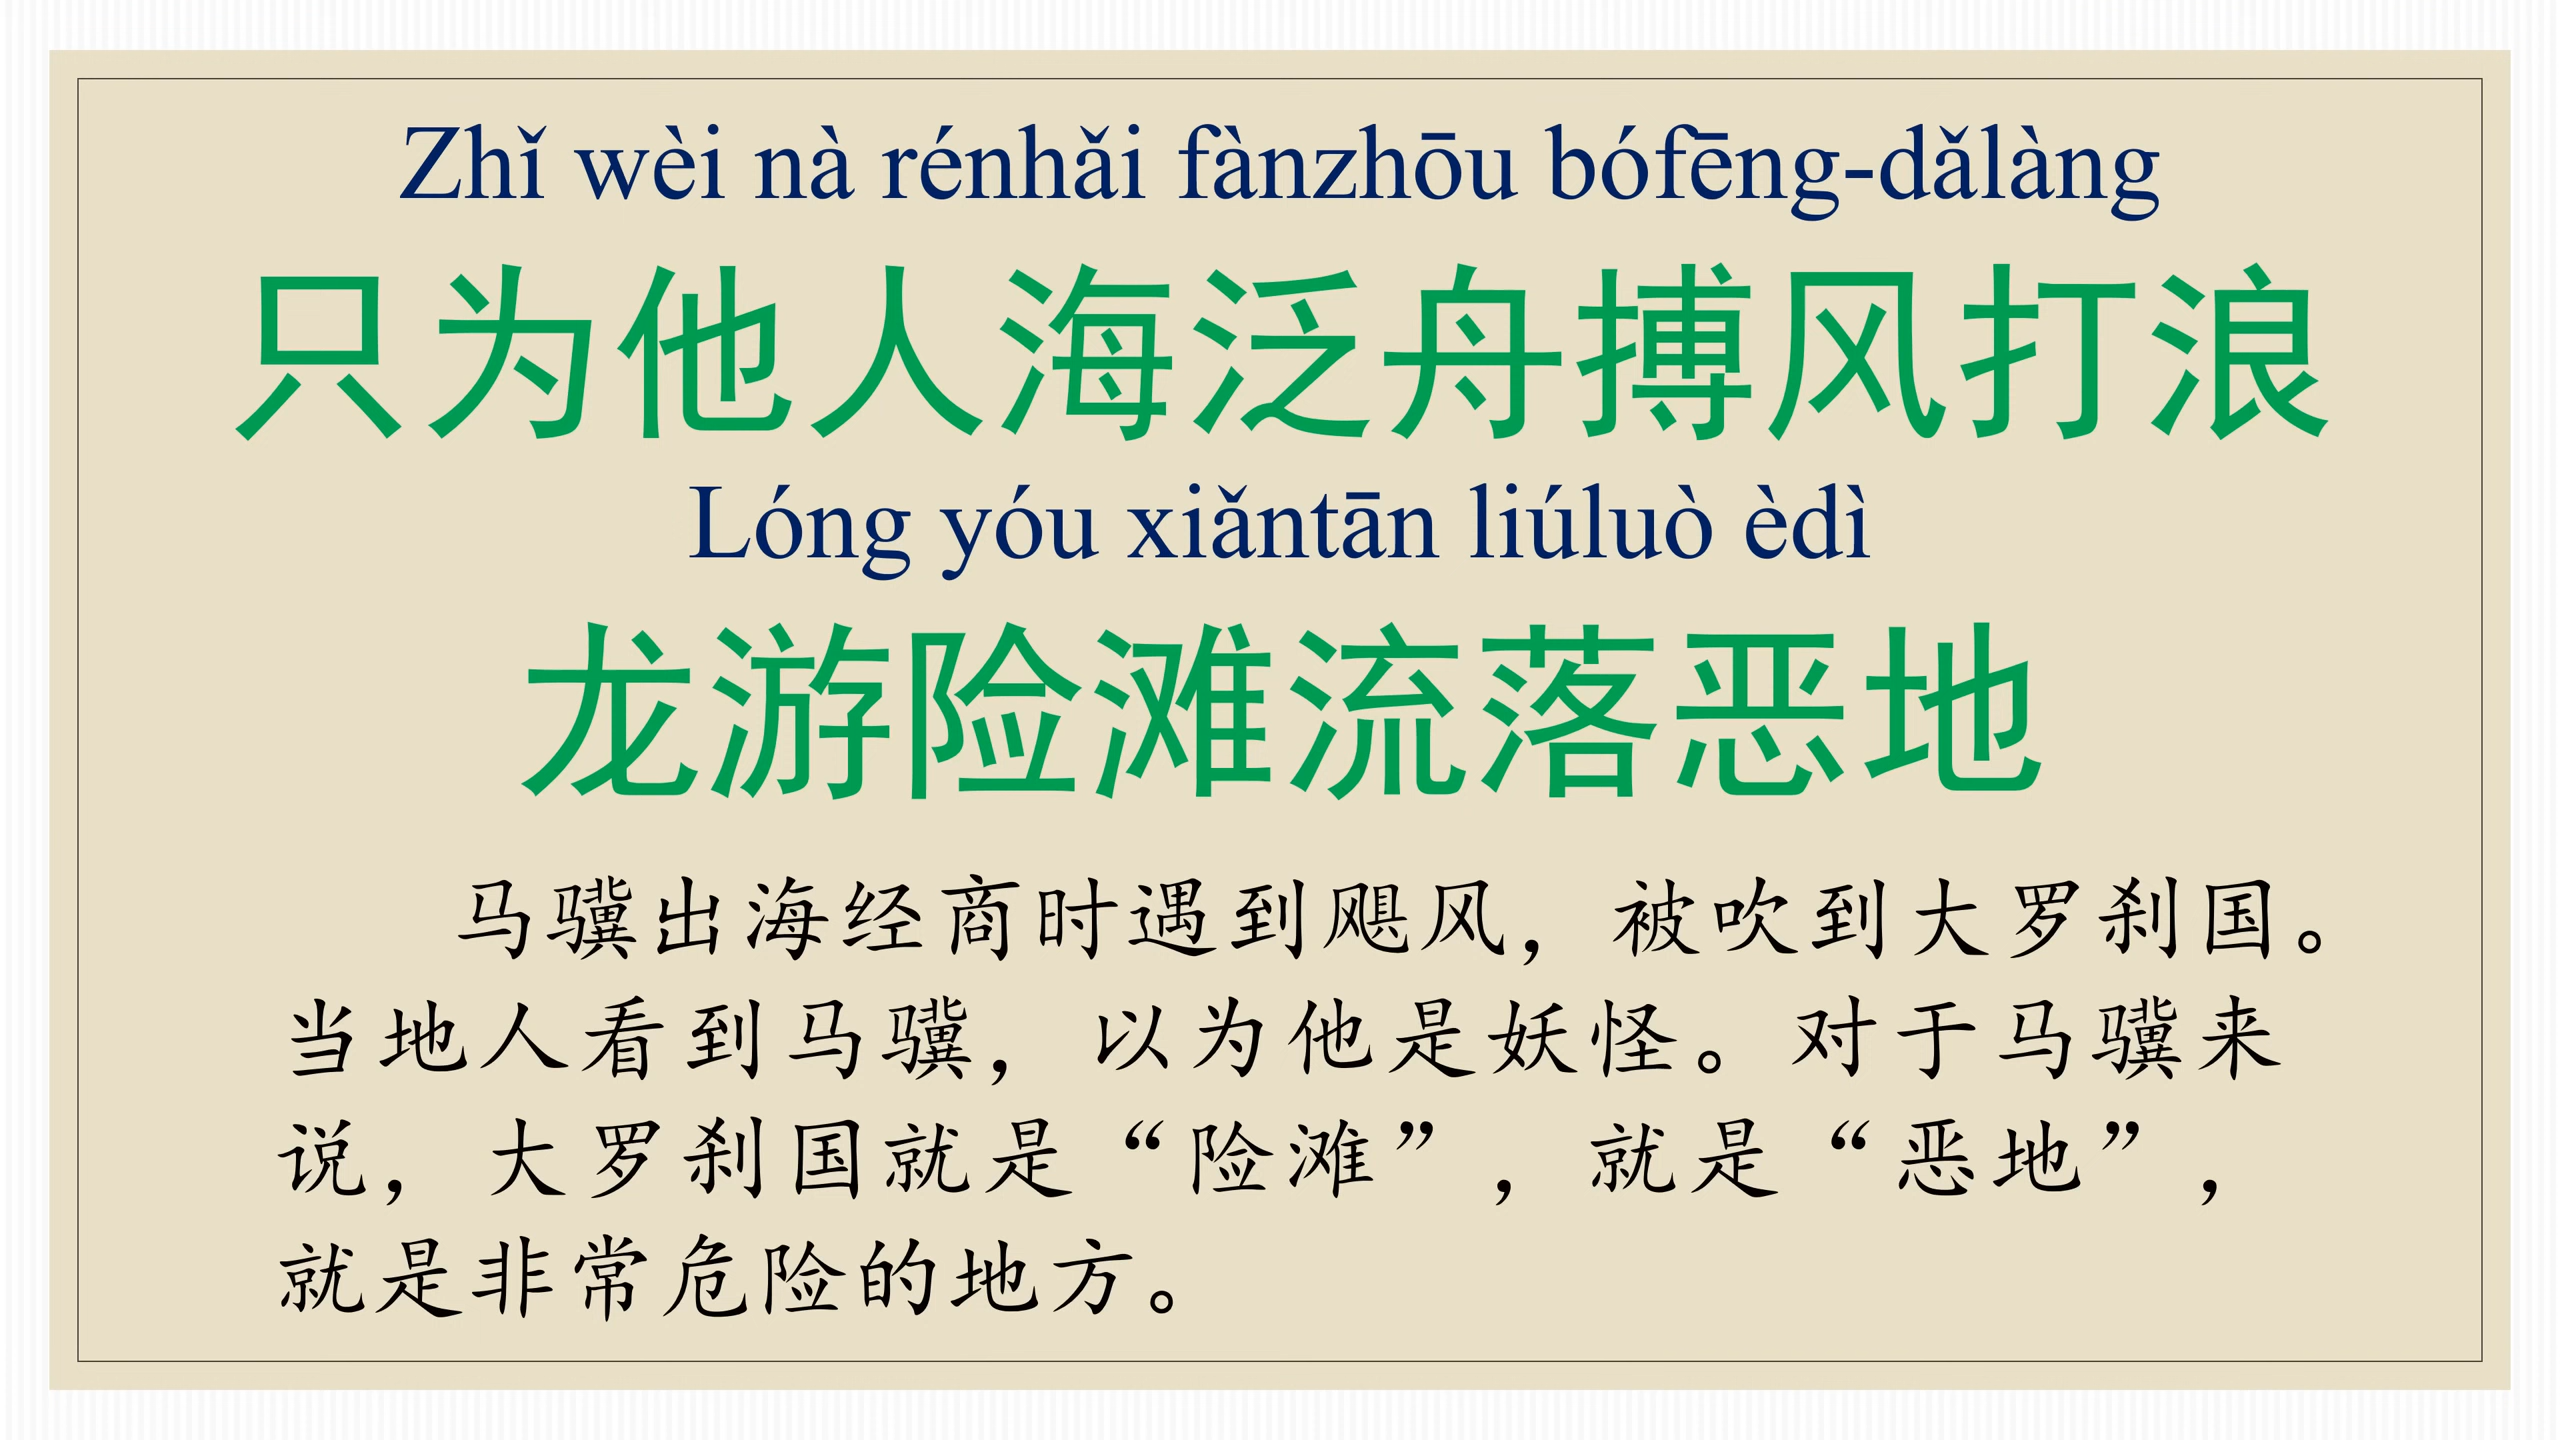 Zhǐ wèi nà rénhǎi fànzhōu bófēng-dǎlàng
只为他人海泛舟搏风打浪
Lóng yóu xiǎntān liúluò èdì
龙游险滩流落恶地
马骥出海经商时遇到飓风，被吹到大罗刹国。
当地人看到马骥，以为他是妖怪。对于马骥来
说，大罗刹国就是“险滩”，就是“恶地”，
就是非常危险的地方。